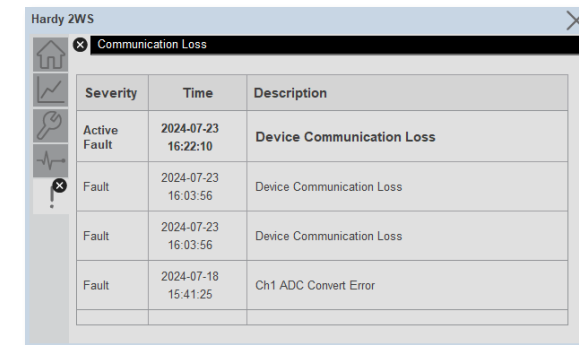 Hardy 2WS
Communication Loss
Severity Time Description
Active Fault 2024-07-23 16:22:10 Device Communication Loss
Fault 2024-07-23 16:03:56 Device Communication Loss
Fault 2024-07-23 16:03:56 Device Communication Loss
Fault 2024-07-18 15:41:25 Ch1 ADC Convert Error